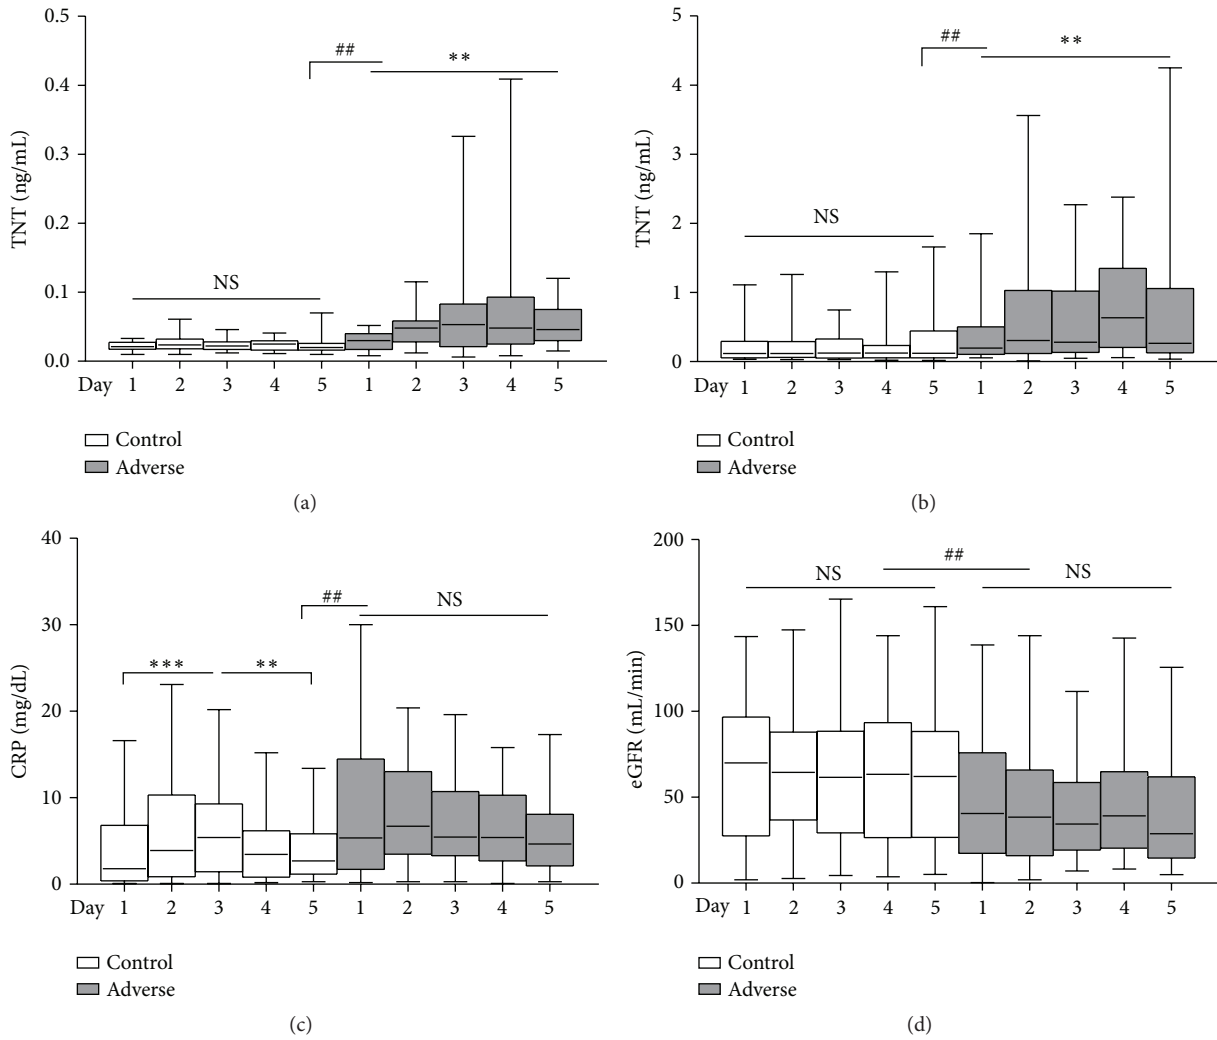 TNT (ng/mL)
0.5
0.4
0.3
0.2
0.1
0.0
##
**
NS
Day 1 2 3 4 5 1 2 3 4 5
Control
Adverse
(a)
TNT (ng/mL)
5
4
3
2
1
0
##
**
NS
Day 1 2 3 4 5 1 2 3 4 5
Control
Adverse
(b)
CRP (mg/dL)
40
30
20
10
0
##
NS
***
**
Day 1 2 3 4 5 1 2 3 4 5
Control
Adverse
(c)
eGFR (mL/min)
200
150
100
50
0
##
NS
NS
Day 1 2 3 4 5 1 2 3 4 5
Control
Adverse
(d)